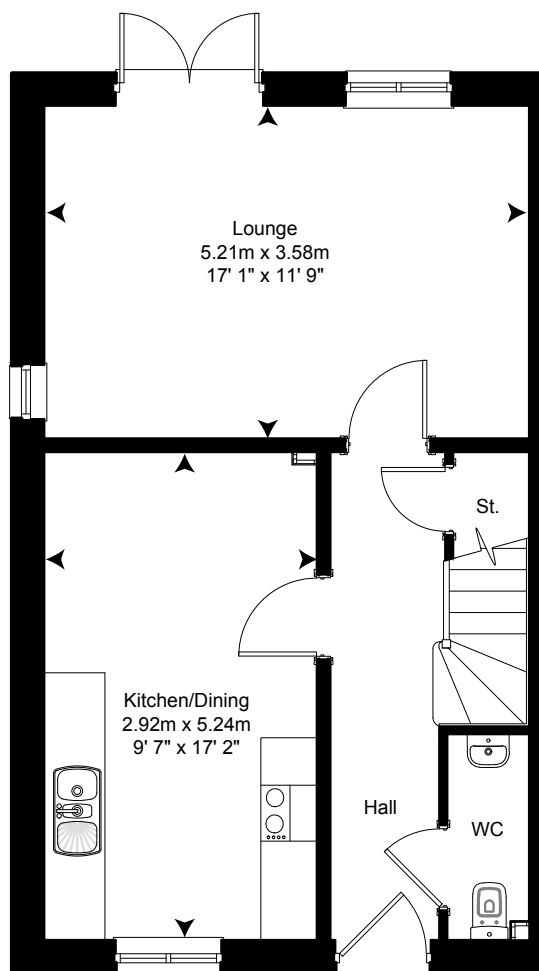 Lounge
5.21m x 3.58m
17' 1" x 11' 9"
St.
Kitchen/Dining
2.92m x 5.24m
9' 7" x 17' 2"
Hall
WC